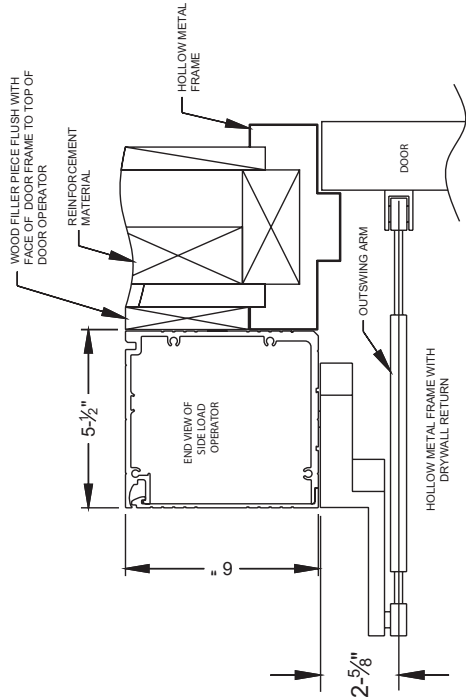 WOOD FILLER PIECE FLUSH WITH
FACE OF DOOR FRAME TO TOP OF
DOOR OPERATOR
REINFORCEMENT
MATERIAL
HOLLOW METAL
FRAME
5-½"
END VIEW OF
SIDE LOAD
OPERATOR
6"
DOOR
OUTSWING ARM
2-⅝"
HOLLOW METAL FRAME WITH
DRYWALL RETURN